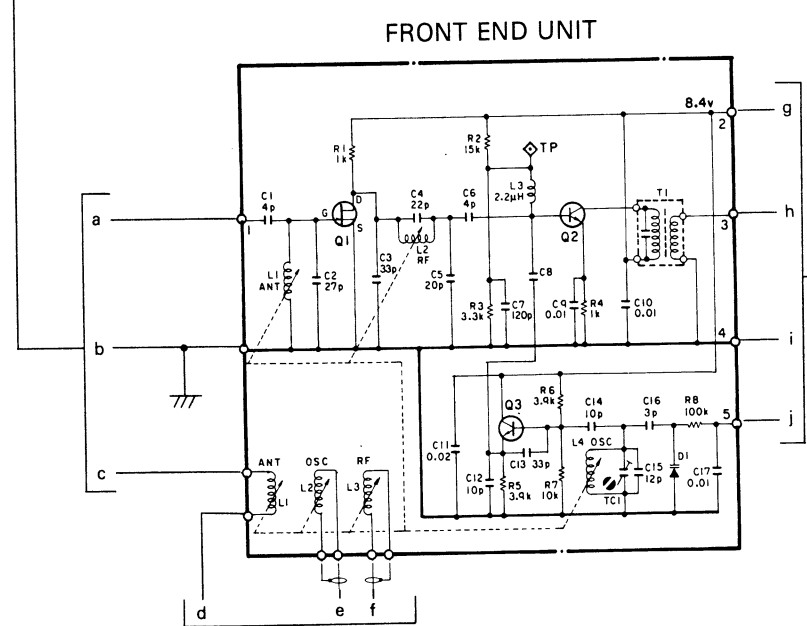 FRONT END UNIT
8.4v
g
2
R1
1k
R2
15k
TP
C1
4p
D
G
S
Q1
C4
22p
C6
4p
L3
2.2μH
Q2
T1
a
1
3
h
L2
RF
L1
ANT
C2
27p
C3
33p
C5
20p
C8
R3
3.3k
C7
120p
C9
0.01
R4
1k
C10
0.01
b
4
i
Q3
R6
3.9k
C14
10p
C16
3p
R8
100k
5
j
C11
0.02
C13 33p
L4 OSC
C12
10p
R5
3.9k
R7
10k
TC1
C15
12p
D1
C17
0.01
c
ANT
OSC
RF
L1
L2
L3
d
e
f